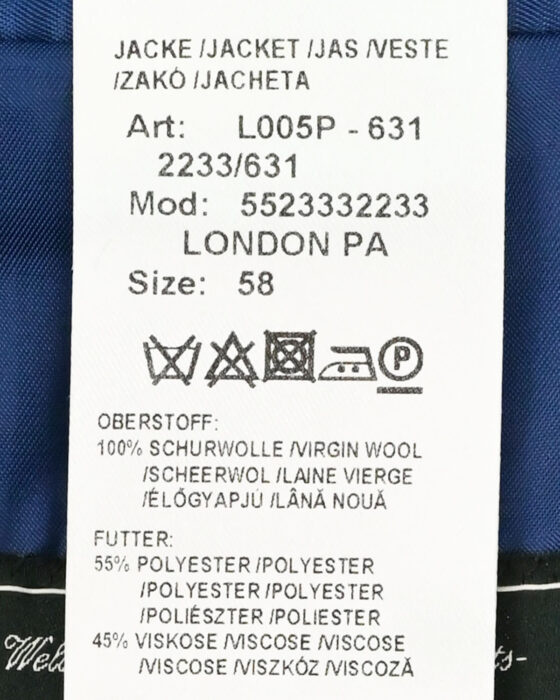 JACKE /JACKET /JAS /VESTE
/ZAKÓ /JACHETA
Art: L005P - 631
2233/631
Mod: 5523332233
LONDON PA
Size: 58
P
OBERSTOFF:
100% SCHURWOLLE /VIRGIN WOOL
/SCHEERWOL /LAINE VIERGE
/ÉLŐGYAPJÚ /LÂNĂ NOUĂ
FUTTER:
55% POLYESTER /POLYESTER
/POLYESTER /POLYESTER
/POLIÉSZTER /POLIESTER
45% VISKOSE /VISCOSE /VISCOSE
/VISCOSE /VISZKÓZ /VISCOZĂ